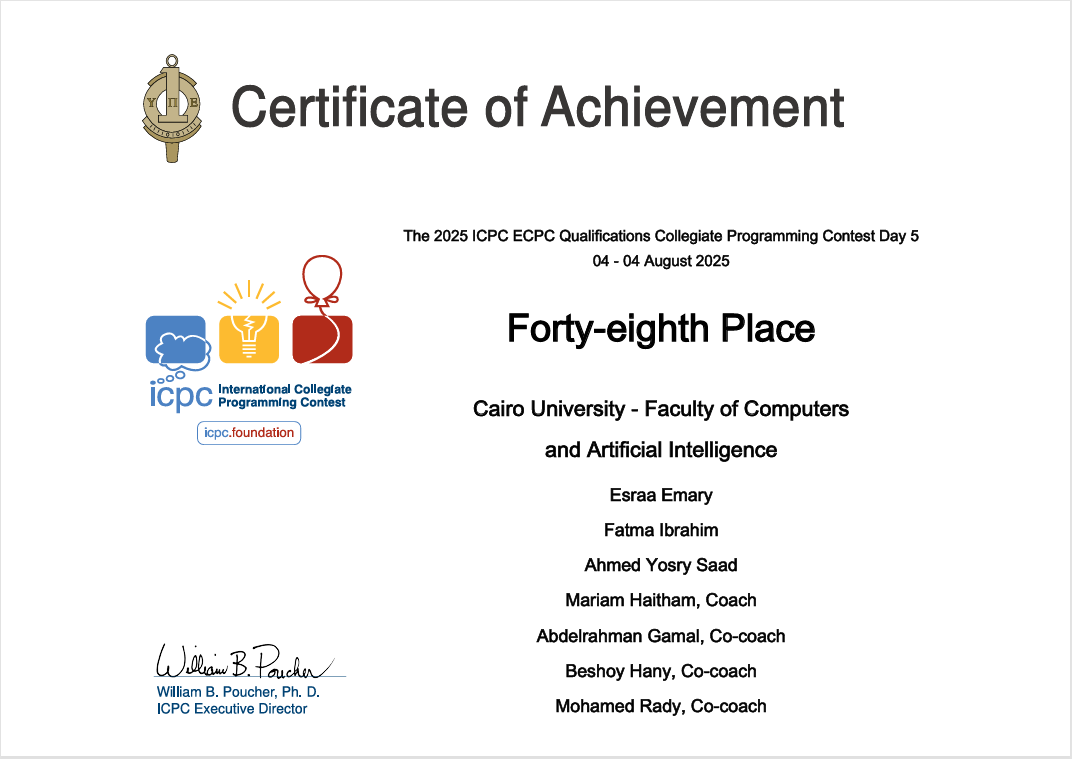 Certificate of Achievement
Υ Π Ε
The 2025 ICPC ECPC Qualifications Collegiate Programming Contest Day 5
04 - 04 August 2025
Forty-eighth Place
icpc International Collegiate
Programming Contest
icpc.foundation
Cairo University - Faculty of Computers
and Artificial Intelligence
Esraa Emary
Fatma Ibrahim
Ahmed Yosry Saad
Mariam Haitham, Coach
Abdelrahman Gamal, Co-coach
Beshoy Hany, Co-coach
Mohamed Rady, Co-coach
William B. Poucher
William B. Poucher, Ph. D.
ICPC Executive Director